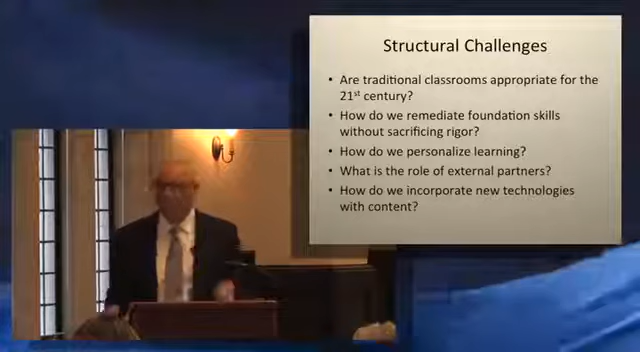 Structural Challenges
• Are traditional classrooms appropriate for the
21st century?
• How do we remediate foundation skills
without sacrificing rigor?
• How do we personalize learning?
• What is the role of external partners?
• How do we incorporate new technologies
with content?